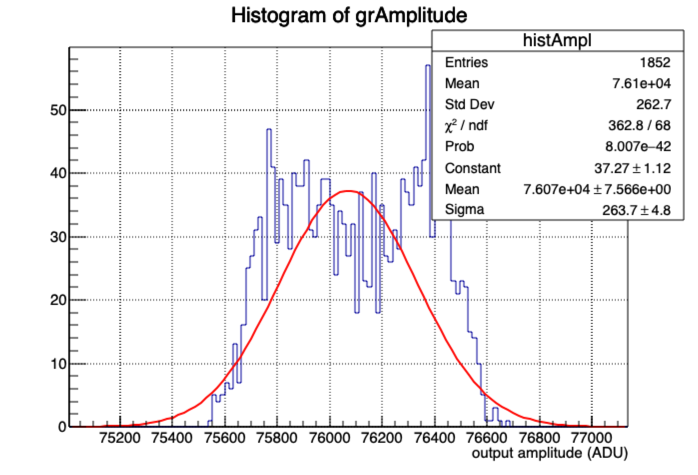 Histogram of grAmplitude
histAmpl
Entries 1852
Mean 7.61e+04
Std Dev 262.7
χ² / ndf 362.8 / 68
Prob 8.007e−42
Constant 37.27 ± 1.12
Mean 7.607e+04 ± 7.566e+00
Sigma 263.7 ± 4.8
50
40
30
20
10
0
75200 75400 75600 75800 76000 76200 76400 76600 76800 77000
output amplitude (ADU)